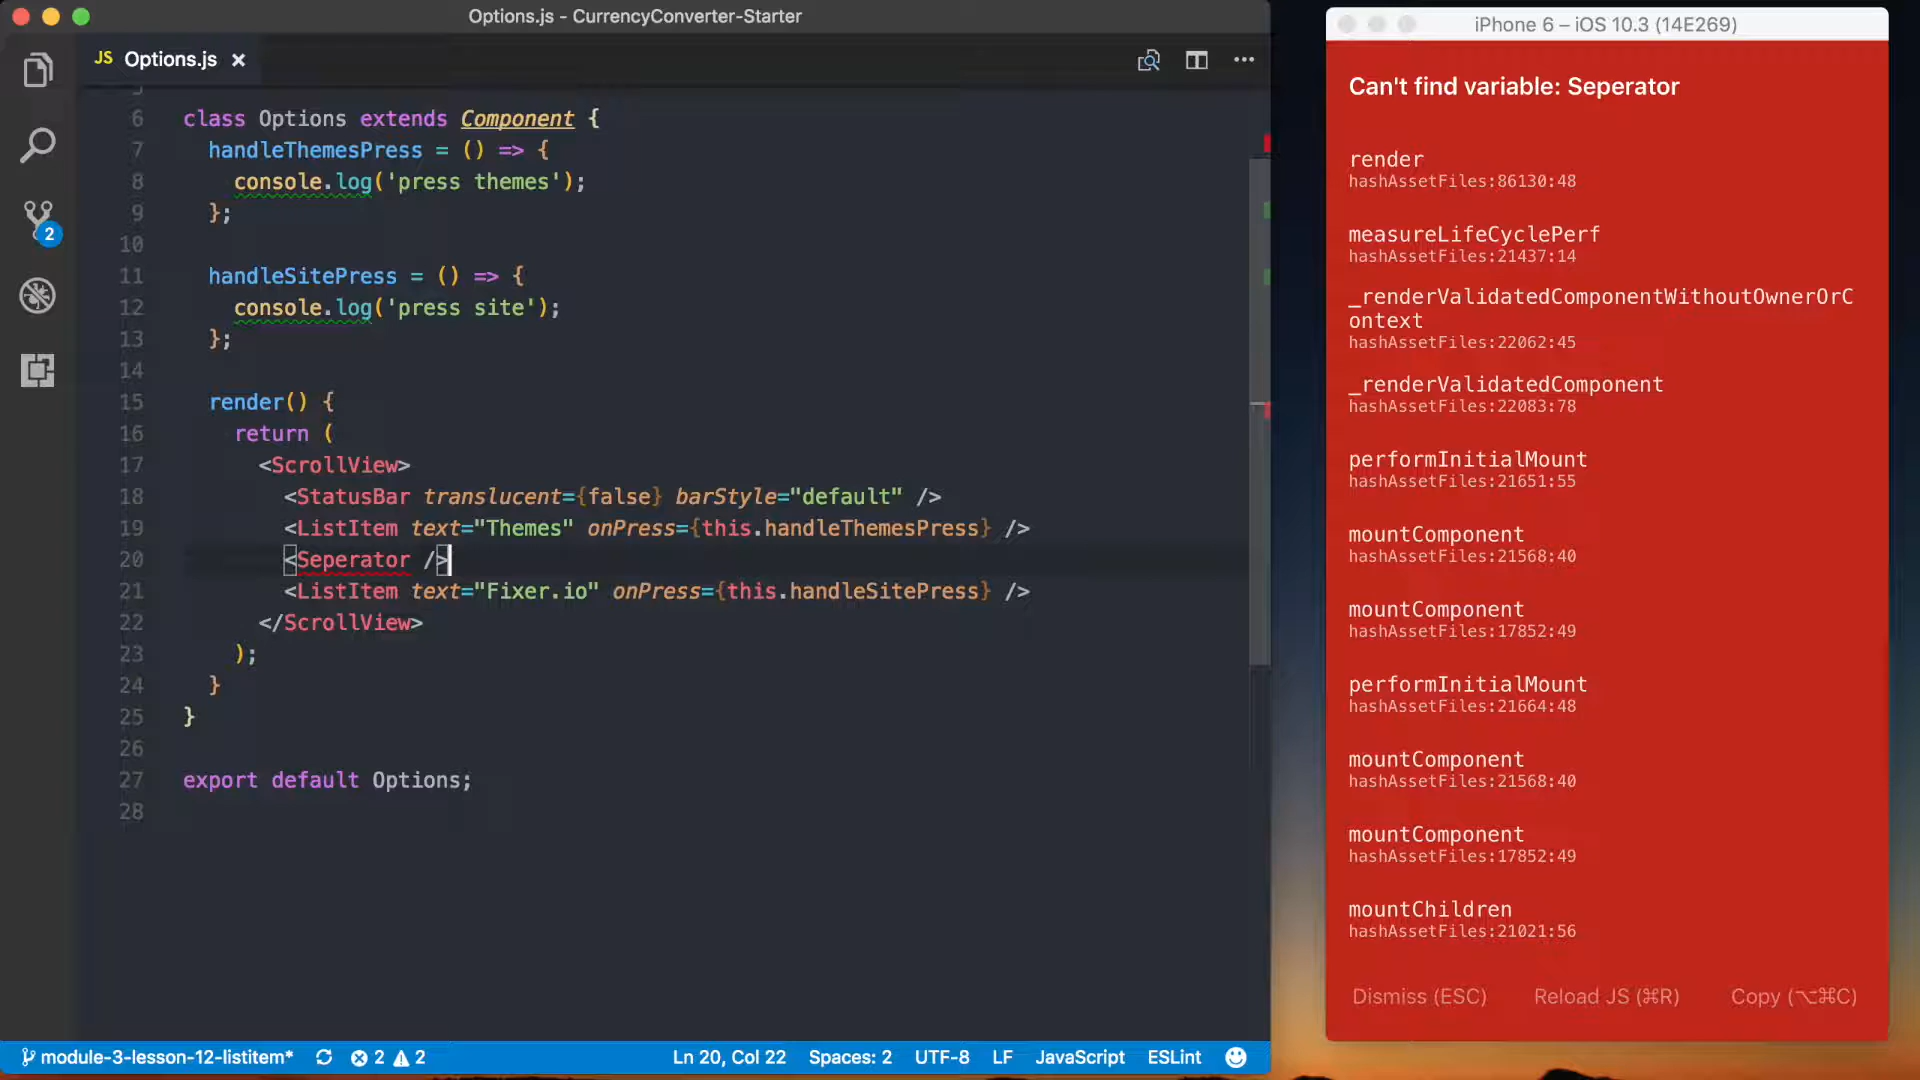 Options.js - CurrencyConverter-Starter
JS Options.js ×
6 class Options extends Component {
7 handleThemesPress = () => {
8 console.log('press themes');
9 };
10
11 handleSitePress = () => {
12 console.log('press site');
13 };
14
15 render() {
16 return (
17 <ScrollView>
18 <StatusBar translucent={false} barStyle="default" />
19 <ListItem text="Themes" onPress={this.handleThemesPress} />
20 <Seperator />
21 <ListItem text="Fixer.io" onPress={this.handleSitePress} />
22 </ScrollView>
23 );
24 }
25 }
26
27 export default Options;
28
2
module-3-lesson-12-listitem* 2 2 Ln 20, Col 22 Spaces: 2 UTF-8 LF JavaScript ESLint
iPhone 6 – iOS 10.3 (14E269)
Can't find variable: Seperator
render
hashAssetFiles:86130:48
measureLifeCyclePerf
hashAssetFiles:21437:14
_renderValidatedComponentWithoutOwnerOrC
ontext
hashAssetFiles:22062:45
_renderValidatedComponent
hashAssetFiles:22083:78
performInitialMount
hashAssetFiles:21651:55
mountComponent
hashAssetFiles:21568:40
mountComponent
hashAssetFiles:17852:49
performInitialMount
hashAssetFiles:21664:48
mountComponent
hashAssetFiles:21568:40
mountComponent
hashAssetFiles:17852:49
mountChildren
hashAssetFiles:21021:56
Dismiss (ESC) Reload JS (⌘R) Copy (⌥⌘C)